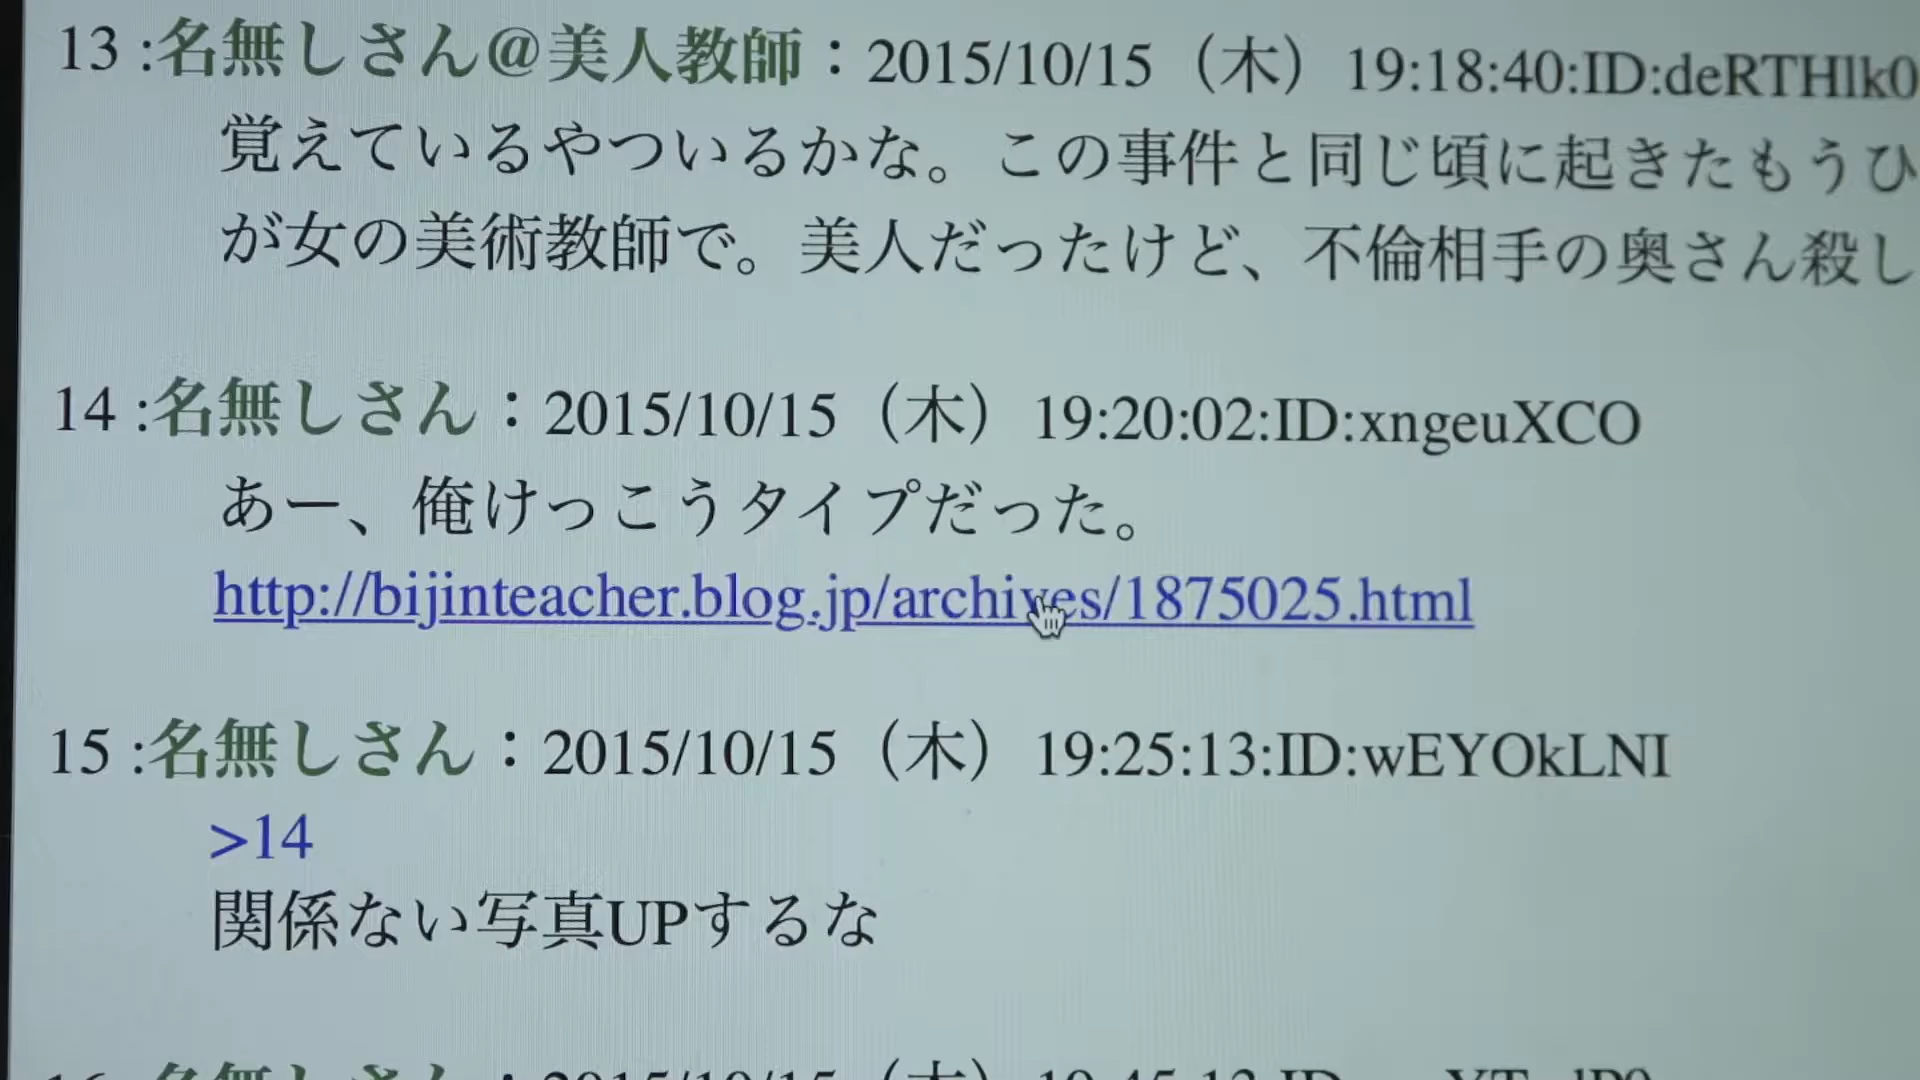 13 :名無しさん@美人教師：2015/10/15（木）19:18:40:ID:deRTHlk0
覚えているやついるかな。この事件と同じ頃に起きたもうひ
が女の美術教師で。美人だったけど、不倫相手の奥さん殺し
14 :名無しさん：2015/10/15（木）19:20:02:ID:xngeuXCO
あー、俺けっこうタイプだった。
http://bijinteacher.blog.jp/archives/1875025.html
15 :名無しさん：2015/10/15（木）19:25:13:ID:wEYOkLNI
>14
関係ない写真UPするな